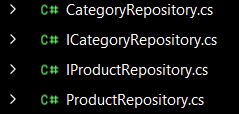 C# CategoryRepository.cs
C# ICategoryRepository.cs
C# IProductRepository.cs
C# ProductRepository.cs